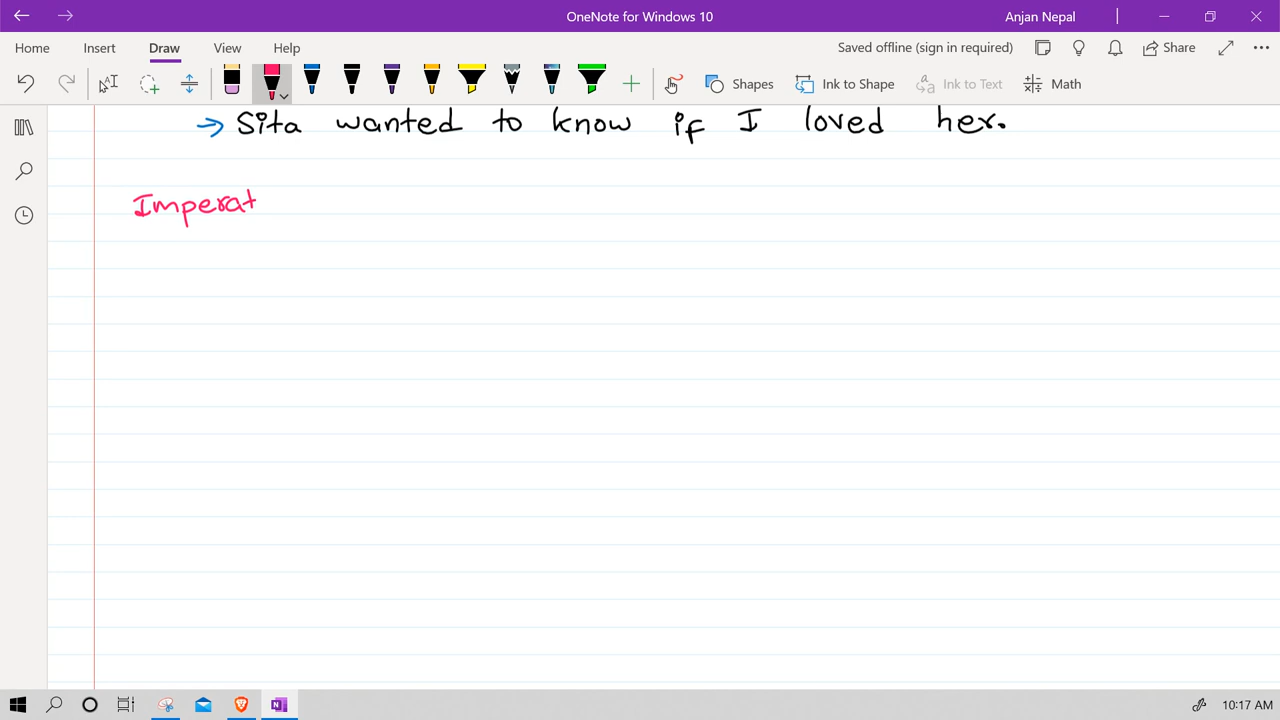 OneNote for Windows 10
Anjan Nepal
Home Insert Draw View Help
Saved offline (sign in required)
Share
Shapes
Ink to Shape
Ink to Text
Math
→ Sita wanted to know if I loved her.
Imperat
10:17 AM